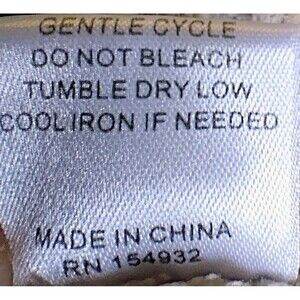 GENTLE CYCLE
DO NOT BLEACH
TUMBLE DRY LOW
COOL IRON IF NEEDED
MADE IN CHINA
RN 154932